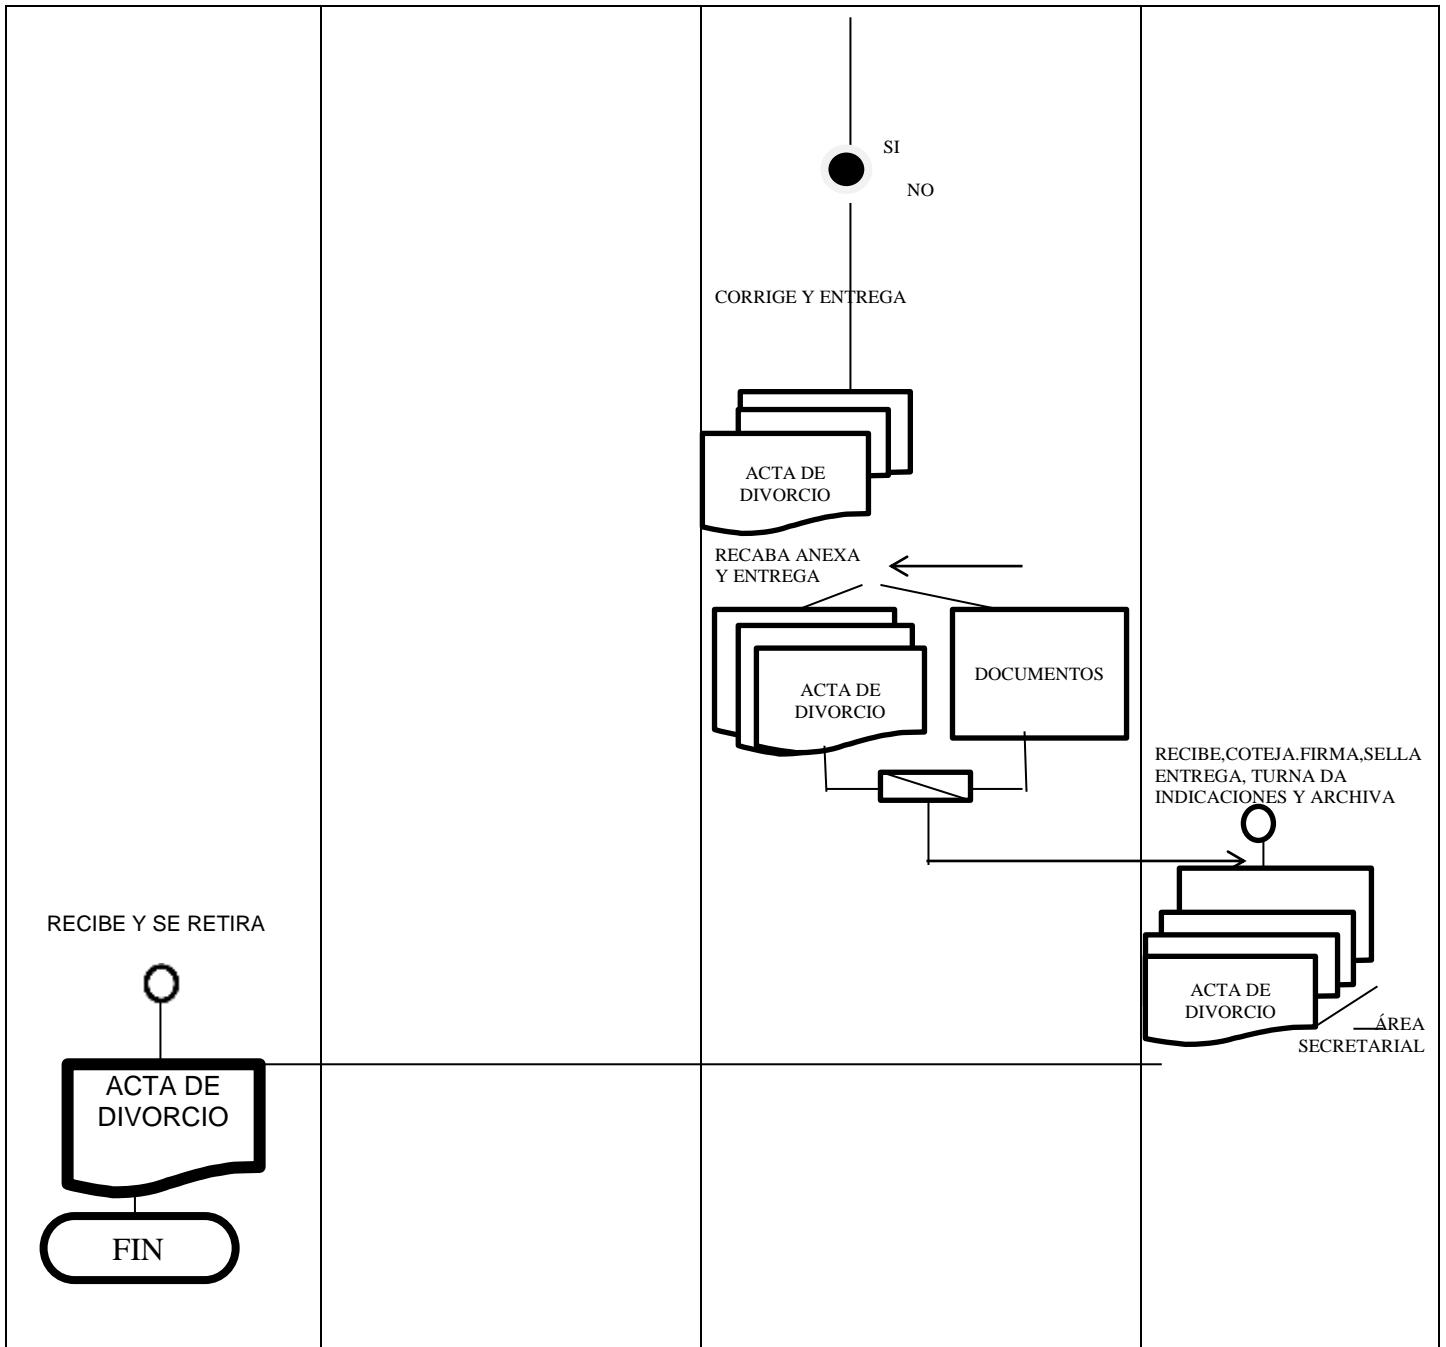 SI
NO
CORRIGE Y ENTREGA
ACTA DE
DIVORCIO
RECABA ANEXA
Y ENTREGA
ACTA DE
DIVORCIO
DOCUMENTOS
RECIBE,COTEJA.FIRMA,SELLA
ENTREGA, TURNA DA
INDICACIONES Y ARCHIVA
ACTA DE
DIVORCIO
ÁREA
SECRETARIAL
RECIBE Y SE RETIRA
ACTA DE
DIVORCIO
FIN